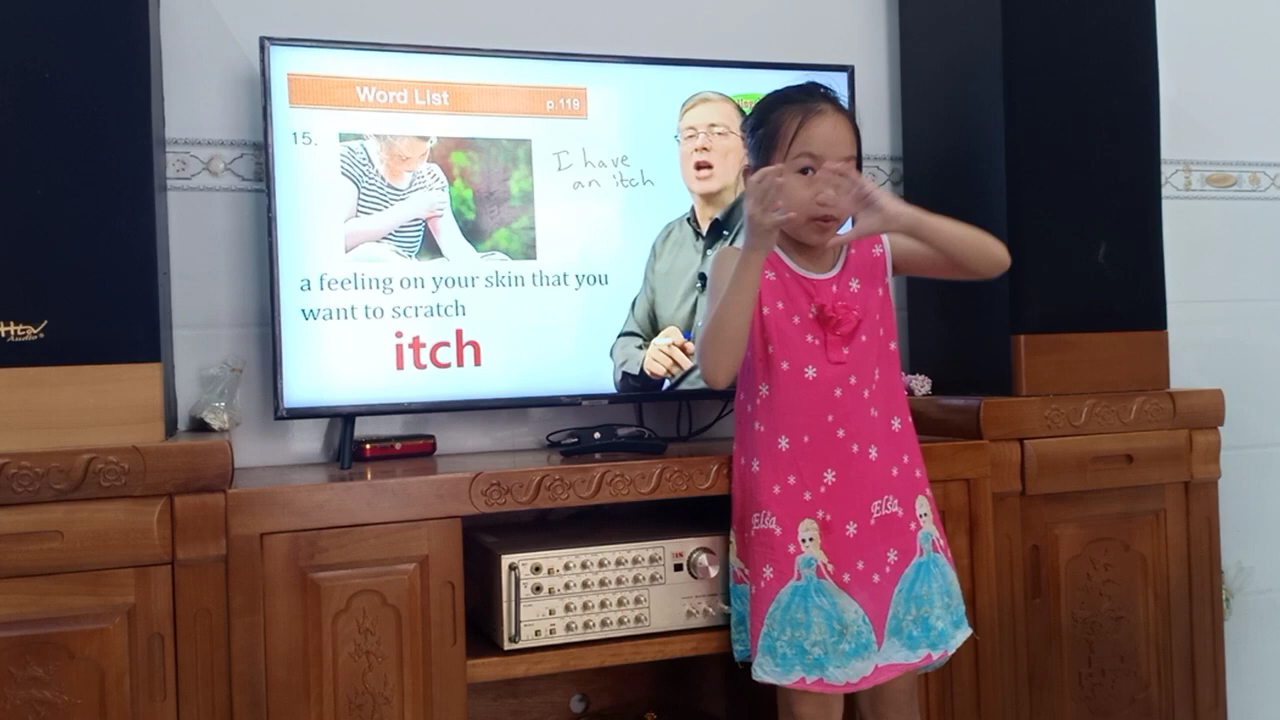 Word List
p.119
15.
I have
an itch
a feeling on your skin that you
want to scratch
itch
Audio
Elsa
Elsa